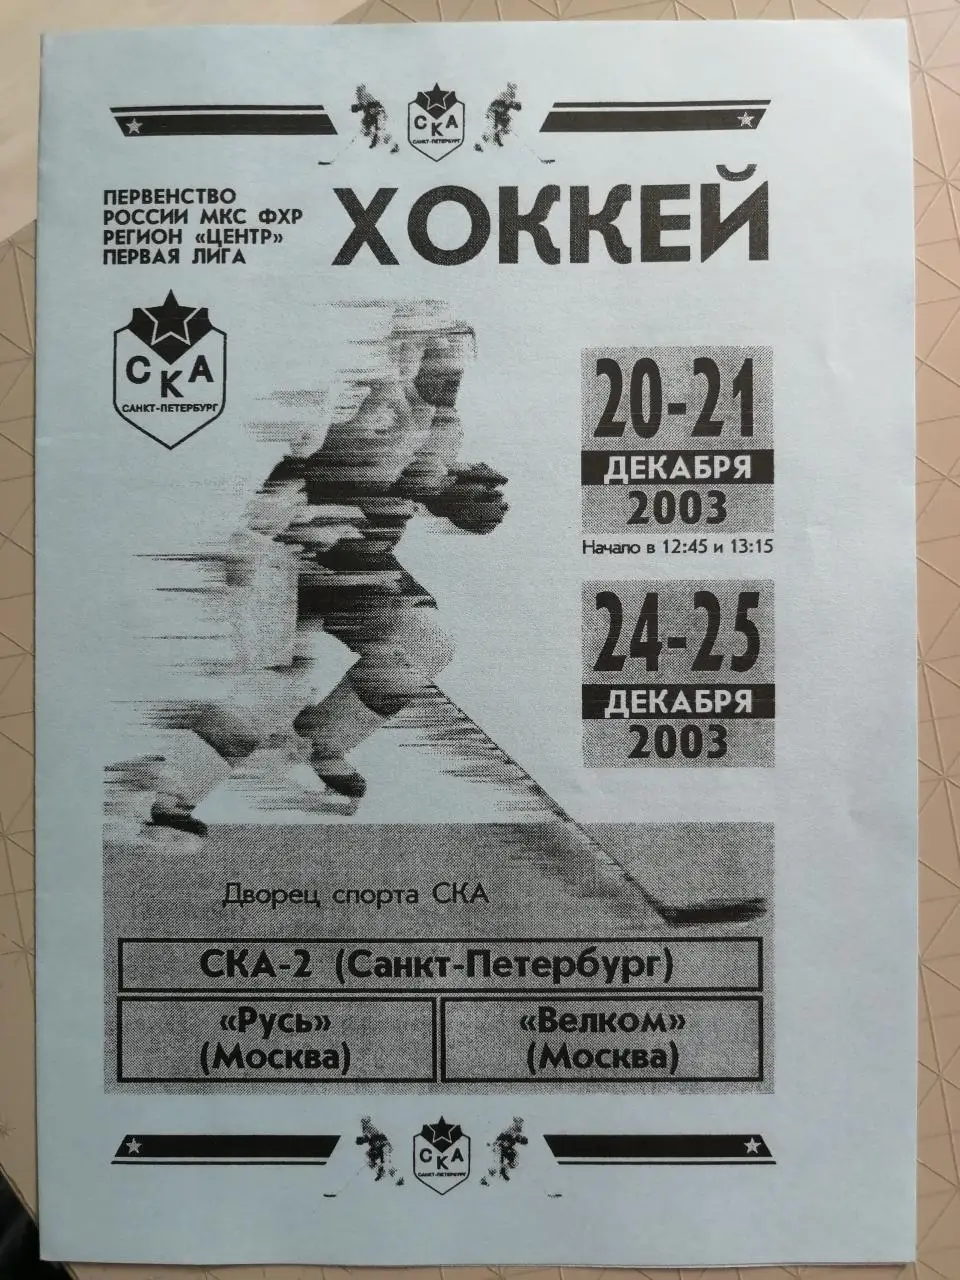 СКА
САНКТ-ПЕТЕРБУРГ
ПЕРВЕНСТВО
РОССИИ МКС ФХР
РЕГИОН «ЦЕНТР»
ПЕРВАЯ ЛИГА
ХОККЕЙ
СКА
САНКТ-ПЕТЕРБУРГ
20-21
ДЕКАБРЯ
2003
Начало в 12:45 и 13:15
24-25
ДЕКАБРЯ
2003
Дворец спорта СКА
СКА-2 (Санкт-Петербург)
«Русь»
(Москва)
«Велком»
(Москва)
СКА
САНКТ-ПЕТЕРБУРГ